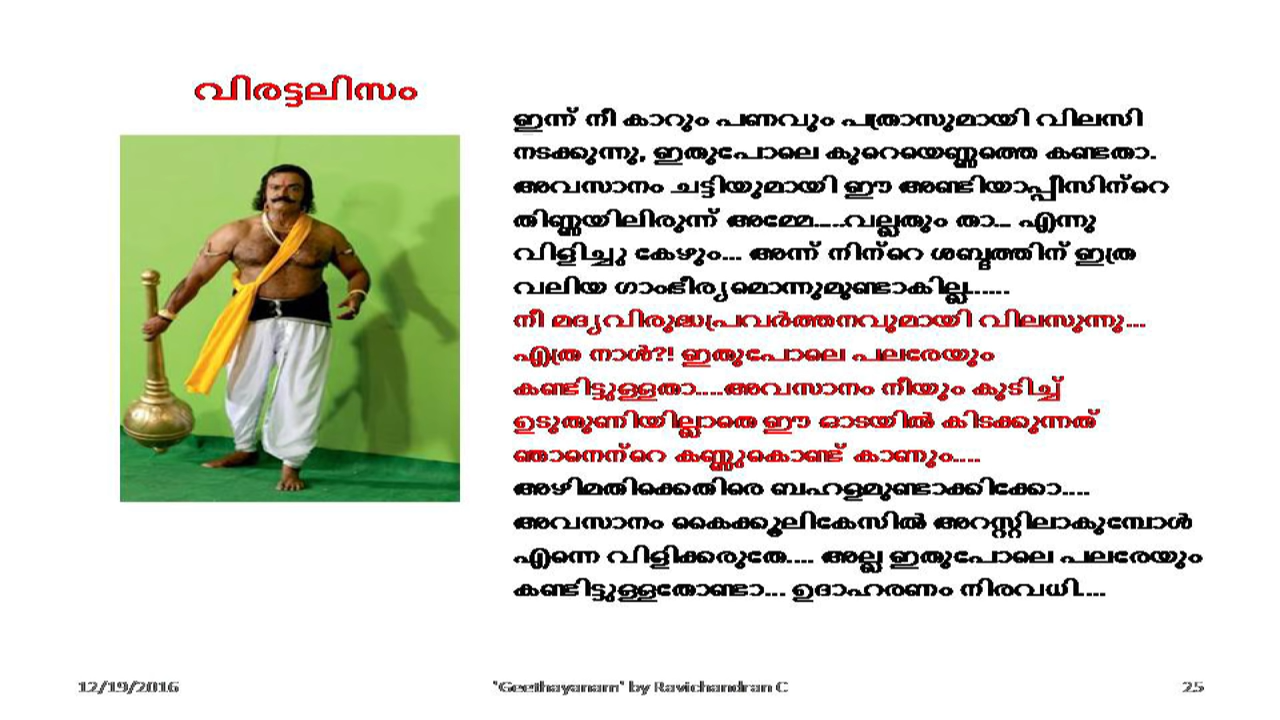 വിരട്ടലിസം
ഇന്ന് നീ കാറും പണവും പത്രാസുമായി വിലസി
നടക്കുന്നു, ഇതുപോലെ കുറെയെണ്ണത്തെ കണ്ടതാ.
അവസാനം ചട്ടിയുമായി ഈ അണ്ടിയാപ്പീസിന്റെ
തിണ്ണയിലിരുന്ന് അമ്മേ.....വല്ലതും താ... എന്നു
വിളിച്ചു കേഴും... അന്ന് നിന്റെ ശബ്ദത്തിന് ഇത്ര
വലിയ ഗാംഭീര്യമൊന്നുമുണ്ടാകില്ല......
നീ മദ്യവിരുദ്ധപ്രവർത്തനവുമായി വിലസുന്നു...
എത്ര നാൾ?! ഇതുപോലെ പലരേയും
കണ്ടിട്ടുള്ളതാ....അവസാനം നീയും കുടിച്ച്
ഉടുതുണിയില്ലാതെ ഈ ഓടയിൽ കിടക്കുന്നത്
ഞാനെന്റെ കണ്ണുകൊണ്ട് കാണും....
അഴിമതിക്കെതിരെ ബഹളമുണ്ടാക്കിക്കോ....
അവസാനം കൈക്കൂലികേസിൽ അറസ്റ്റിലാകുമ്പോൾ
എന്നെ വിളിക്കരുതേ.... അല്ല ഇതുപോലെ പലരേയും
കണ്ടിട്ടുള്ളതോണ്ടാ... ഉദാഹരണം നിരവധി....
12/19/2016
'Geethayanam' by Ravichandran C
25